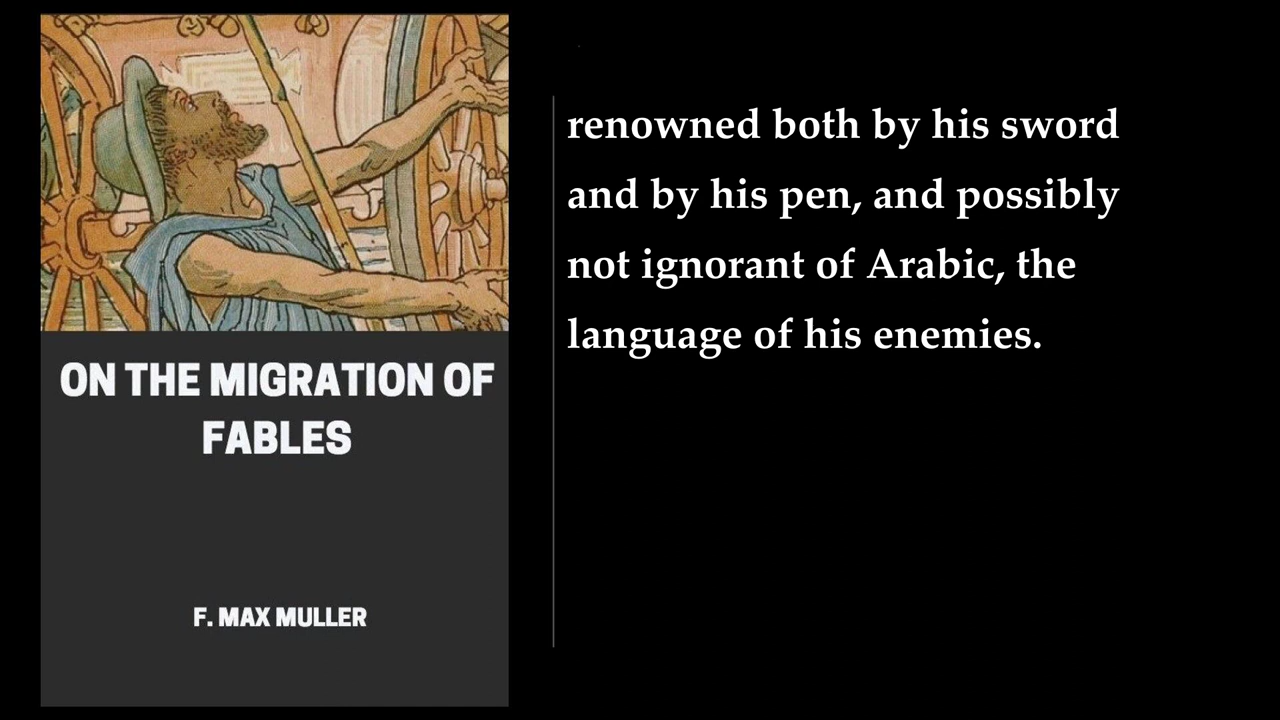 ON THE MIGRATION OF
FABLES
F. MAX MULLER
renowned both by his sword
and by his pen, and possibly
not ignorant of Arabic, the
language of his enemies.